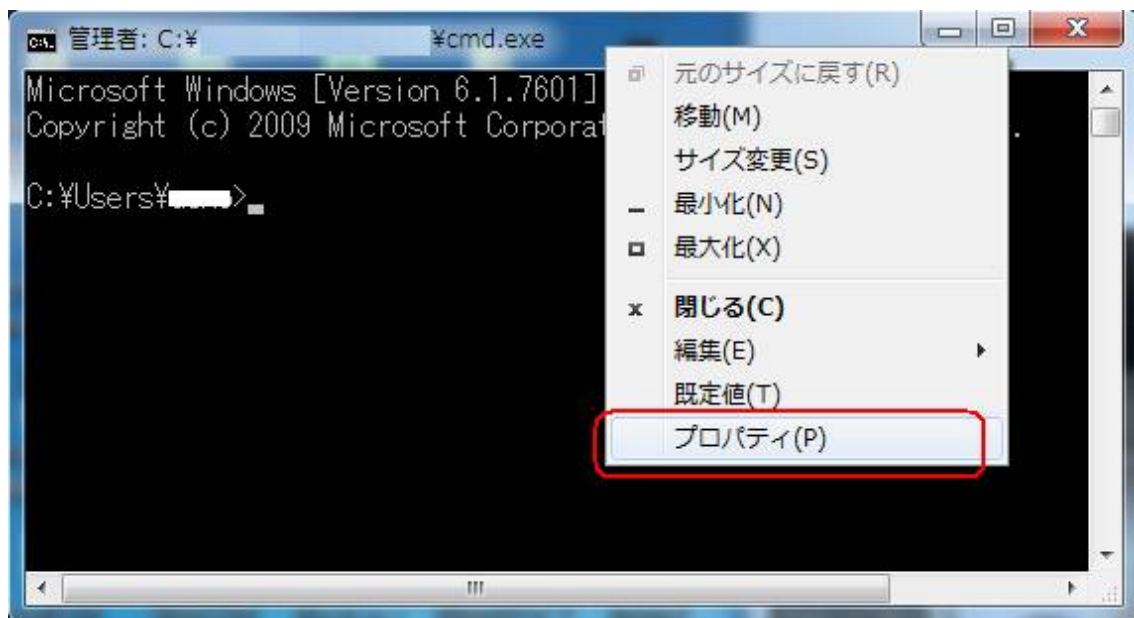 管理者: C:¥ ¥cmd.exe
Microsoft Windows [Version 6.1.7601]
Copyright (c) 2009 Microsoft Corporat
.
C:¥Users¥ >_
元のサイズに戻す(R)
移動(M)
サイズ変更(S)
最小化(N)
最大化(X)
閉じる(C)
編集(E)
既定値(T)
プロパティ(P)